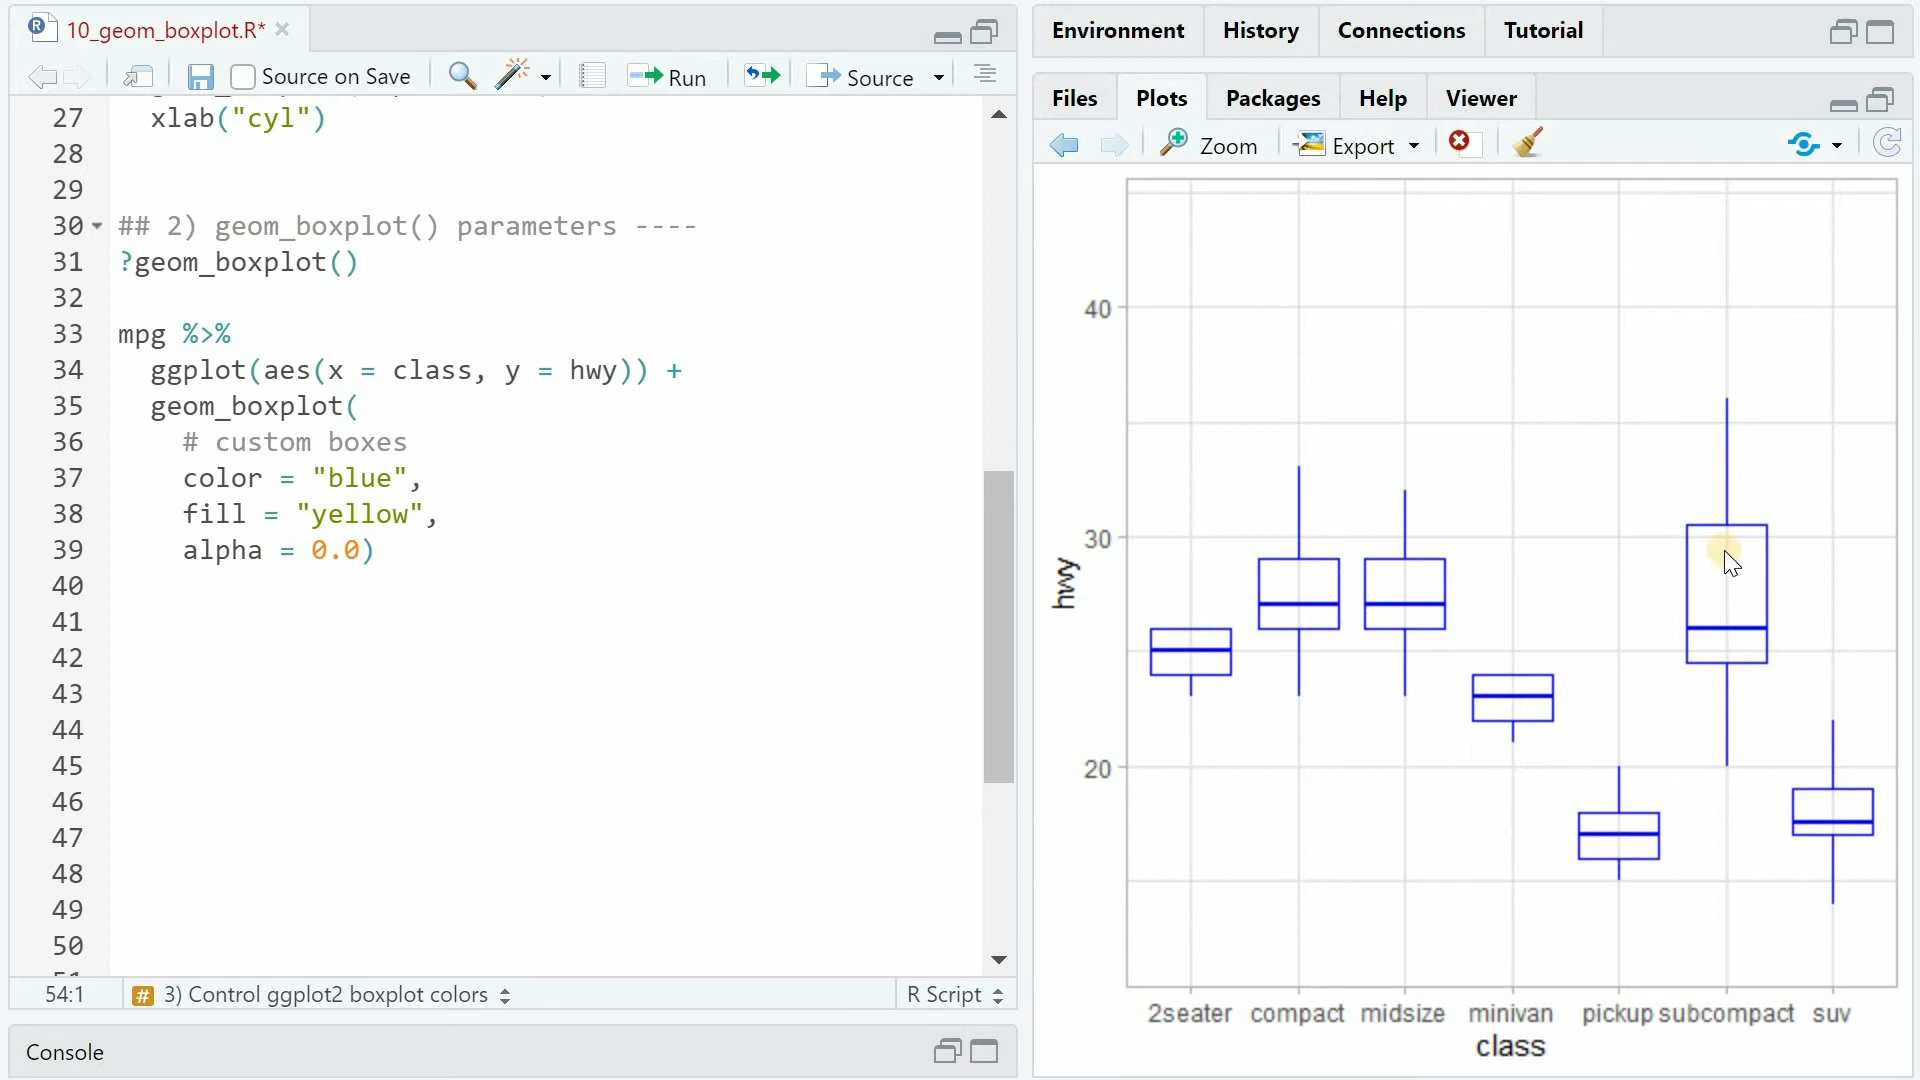 10_geom_boxplot.R*
Source on Save
Run
Source
27 xlab("cyl")
28
29
30 ## 2) geom_boxplot() parameters ----
31 ?geom_boxplot()
32
33 mpg %>%
34 ggplot(aes(x = class, y = hwy)) +
35 geom_boxplot(
36 # custom boxes
37 color = "blue",
38 fill = "yellow",
39 alpha = 0.0)
40
41
42
43
44
45
46
47
48
49
50
54:1
# 3) Control ggplot2 boxplot colors
R Script
Console
Environment History Connections Tutorial
Files Plots Packages Help Viewer
Zoom Export
40
30
20
hwy
2seater compact midsize minivan pickup subcompact suv
class